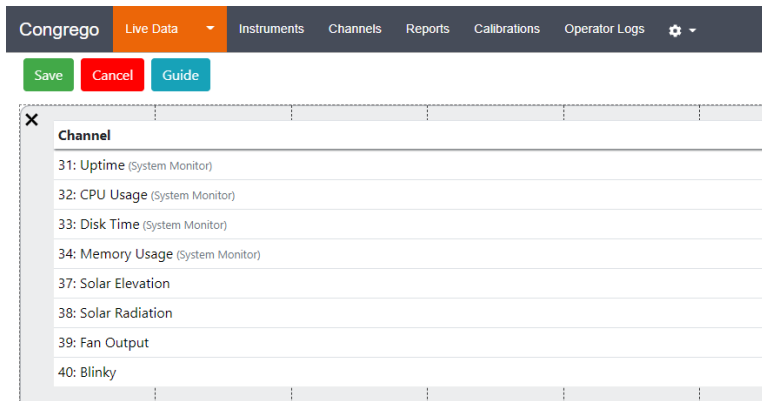 Congrego Live Data Instruments Channels Reports Calibrations Operator Logs
Save Cancel Guide
Channel
31: Uptime (System Monitor)
32: CPU Usage (System Monitor)
33: Disk Time (System Monitor)
34: Memory Usage (System Monitor)
37: Solar Elevation
38: Solar Radiation
39: Fan Output
40: Blinky